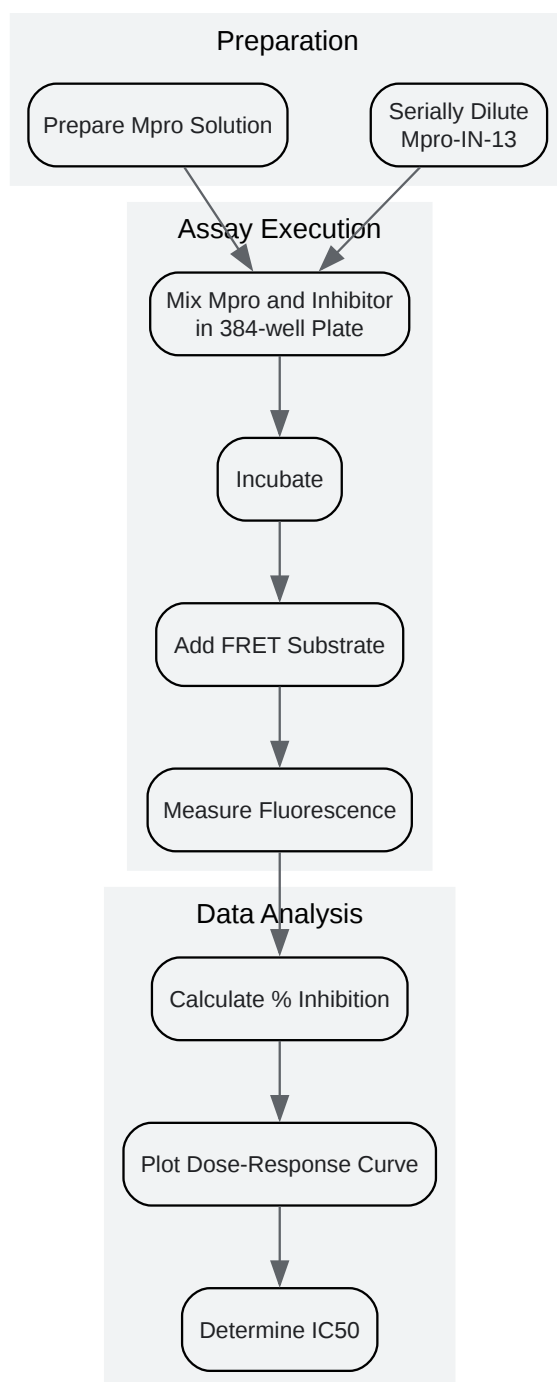 Preparation
Prepare Mpro Solution
Serially Dilute
Mpro-IN-13
Assay Execution
Mix Mpro and Inhibitor
in 384-well Plate
Incubate
Add FRET Substrate
Measure Fluorescence
Data Analysis
Calculate % Inhibition
Plot Dose-Response Curve
Determine IC50